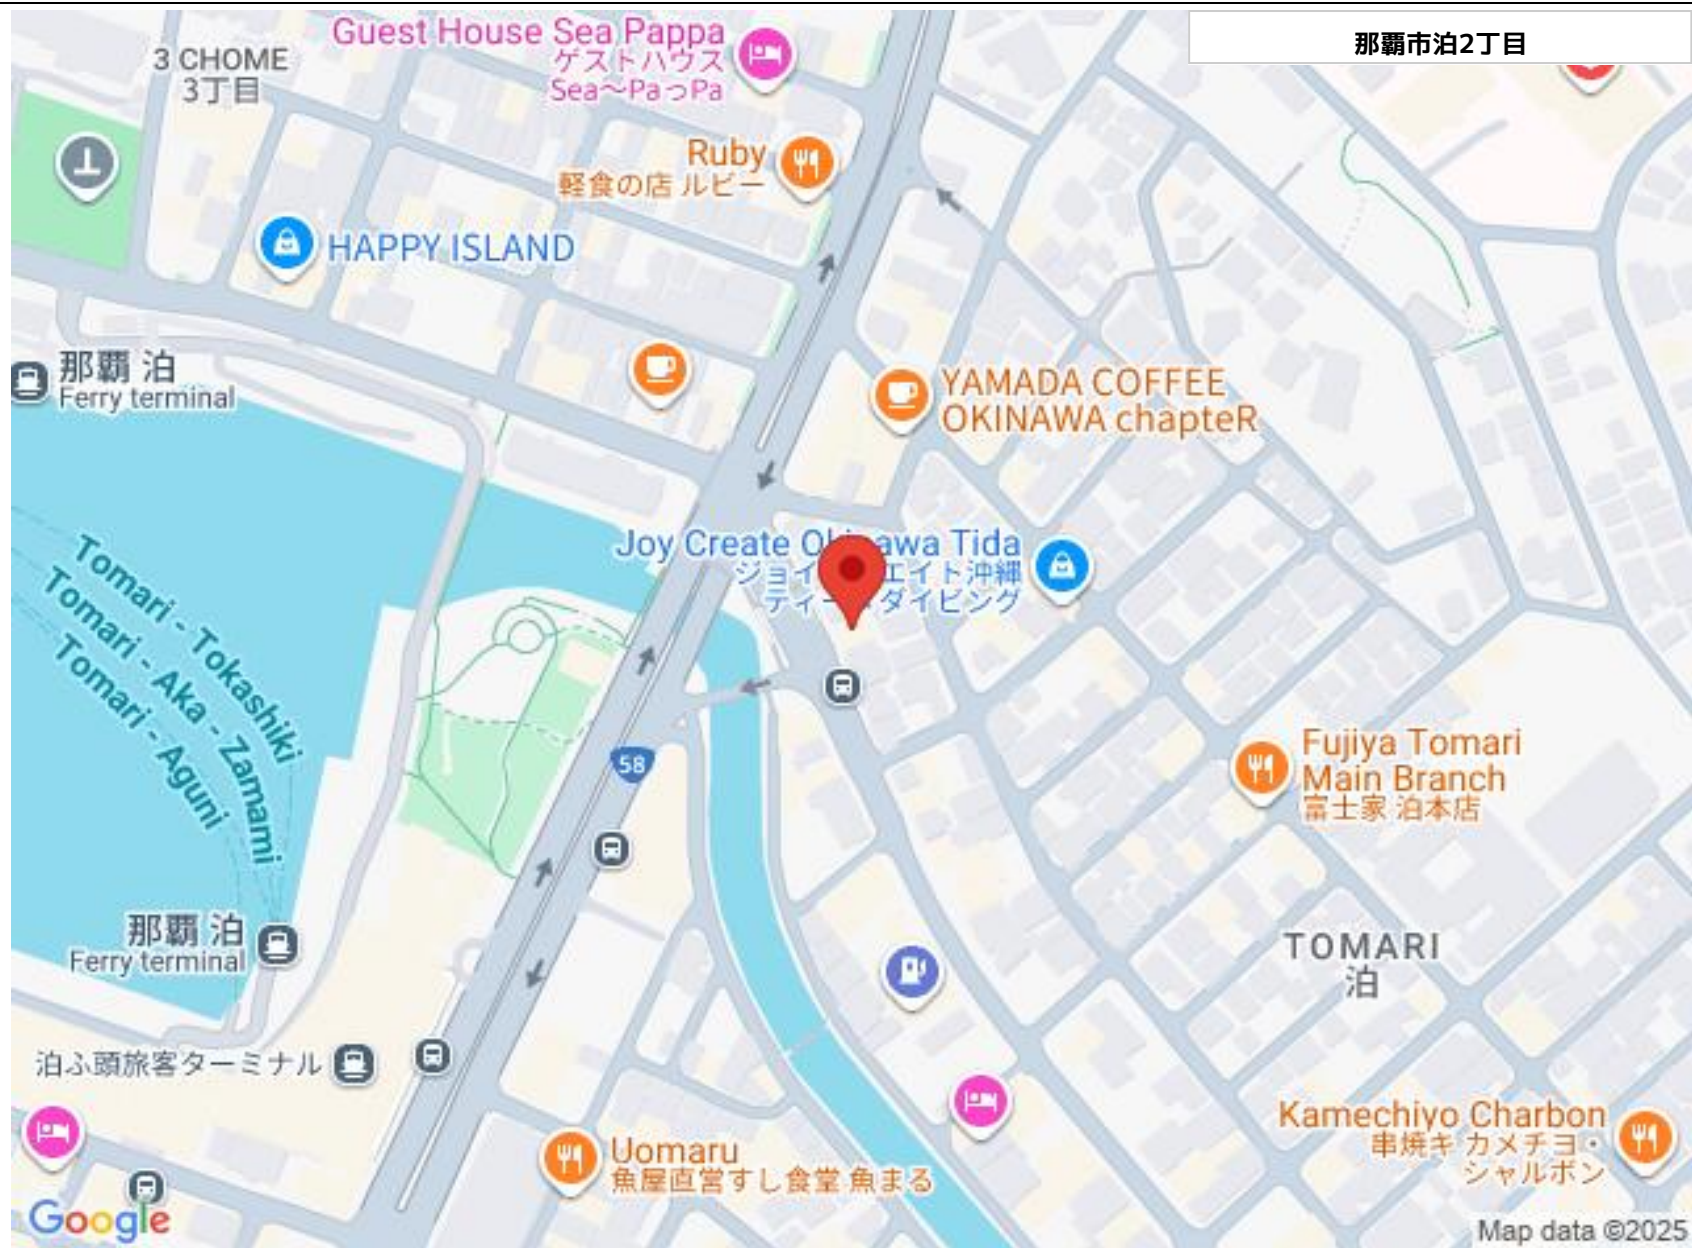 那覇市泊2丁目
Guest House Sea Pappa
ゲストハウス
Sea〜PaっPa
3 CHOME
3丁目
Ruby
軽食の店 ルビー
HAPPY ISLAND
那覇 泊
Ferry terminal
YAMADA COFFEE
OKINAWA chapteR
Joy Create Okinawa Tida
ジョイ エイト沖縄
ティー ダイビング
Tomari - Tokashiki
Tomari - Aka - Zamami
Tomari - Aguni
58
Fujiya Tomari
Main Branch
富士家 泊本店
那覇 泊
Ferry terminal
TOMARI
泊
泊ふ頭旅客ターミナル
Kamechiyo Charbon
串焼キ カメチヨ・
シャルボン
Uomaru
魚屋直営すし食堂 魚まる
Google
Map data ©2025